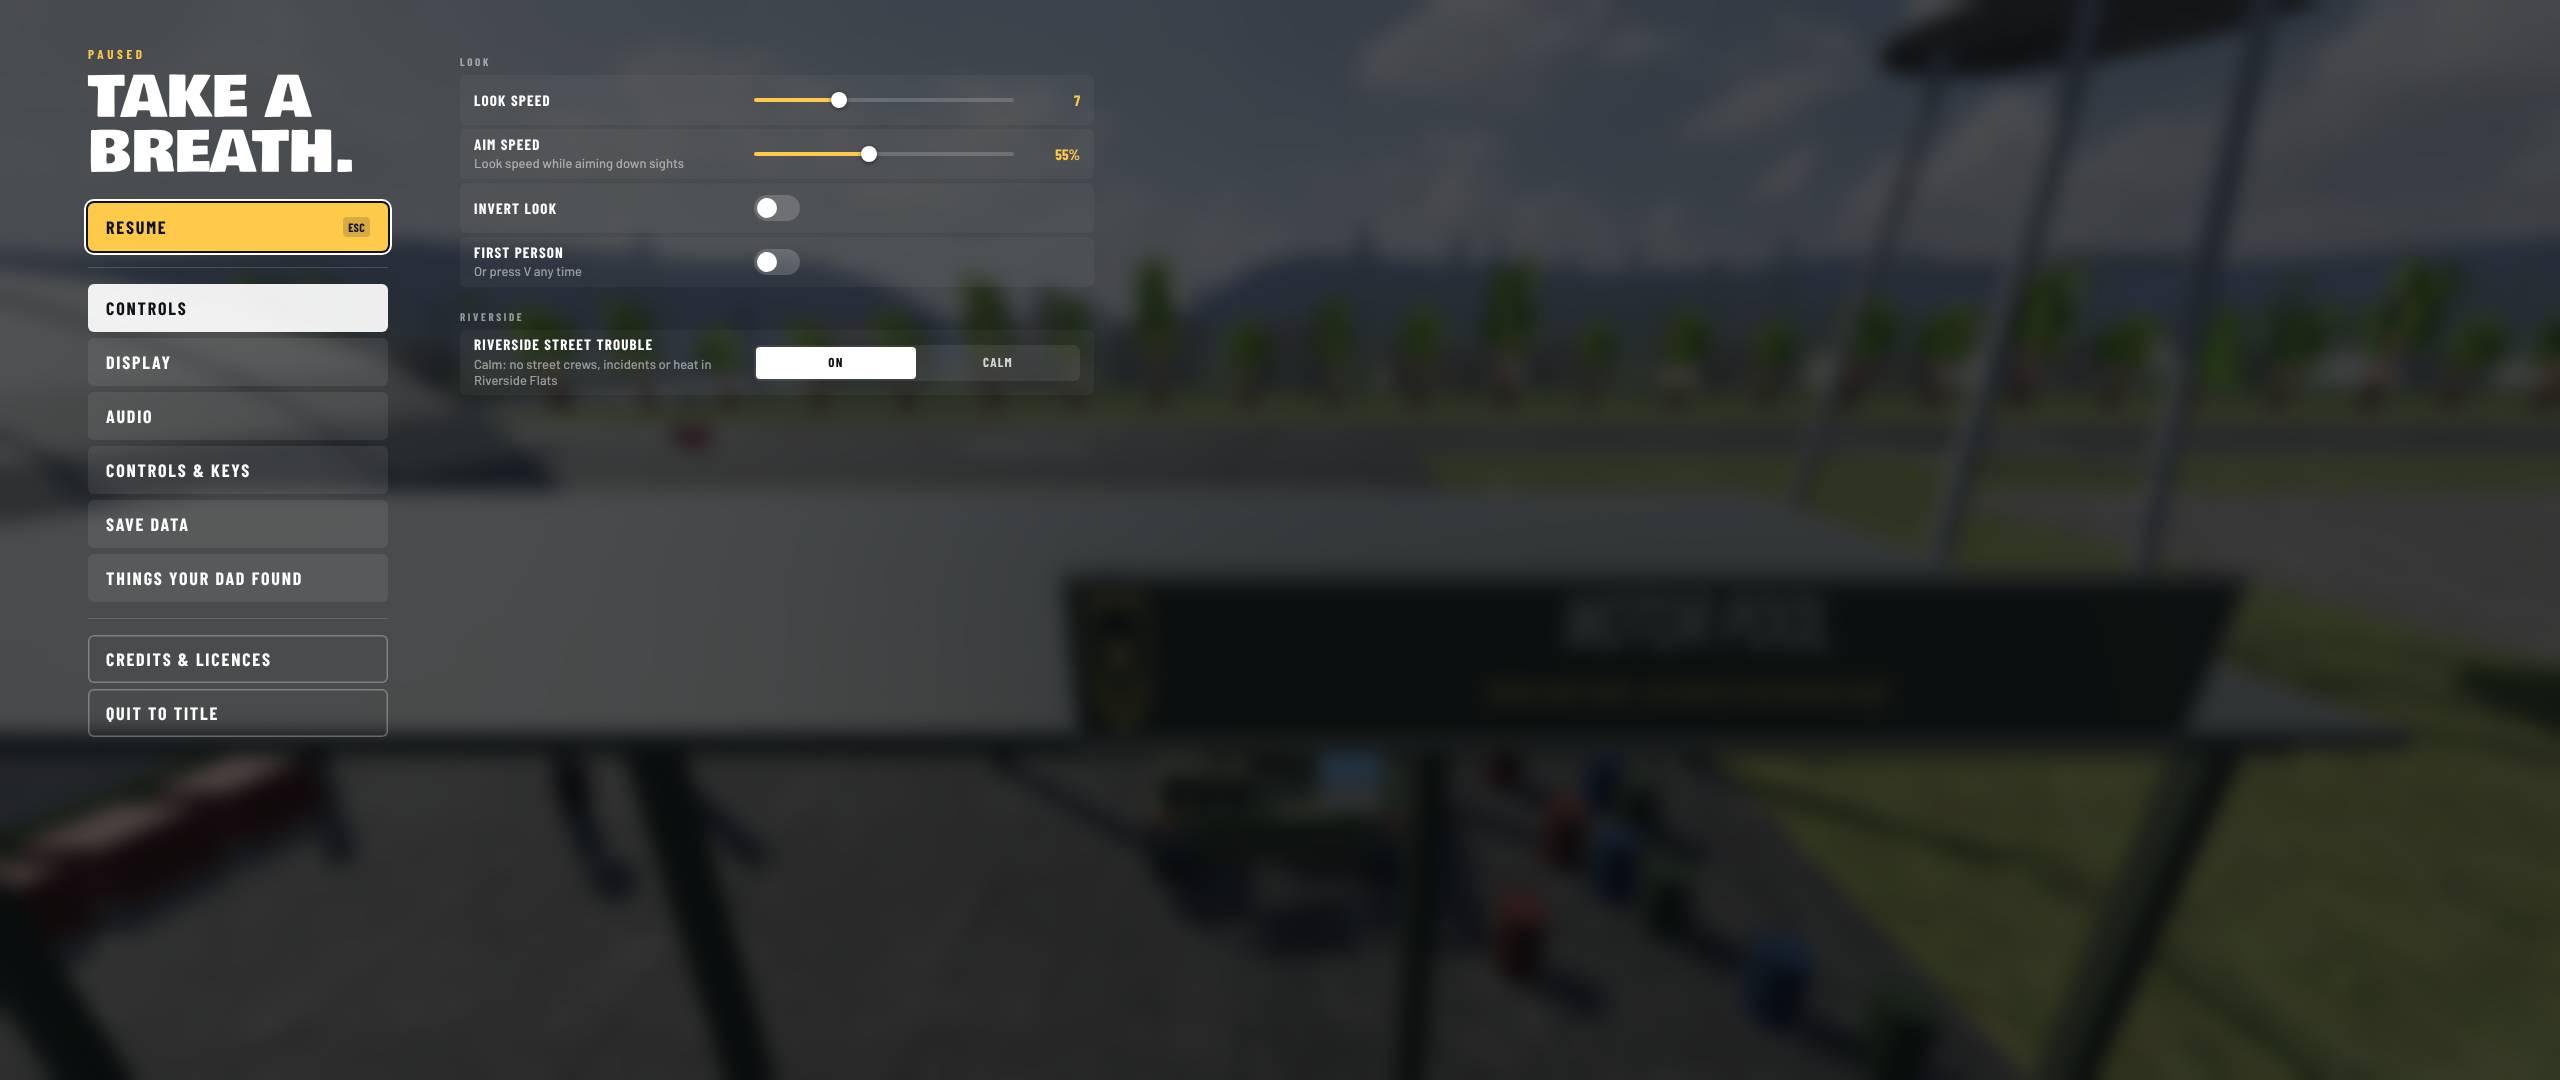 PAUSED
TAKE A
BREATH.
RESUME ESC
CONTROLS
DISPLAY
AUDIO
CONTROLS & KEYS
SAVE DATA
THINGS YOUR DAD FOUND
CREDITS & LICENCES
QUIT TO TITLE
LOOK
LOOK SPEED 7
AIM SPEED
Look speed while aiming down sights
55%
INVERT LOOK
FIRST PERSON
Or press V any time
RIVERSIDE
RIVERSIDE STREET TROUBLE
Calm: no street crews, incidents or heat in
Riverside Flats
ON CALM
MOTOR POOL